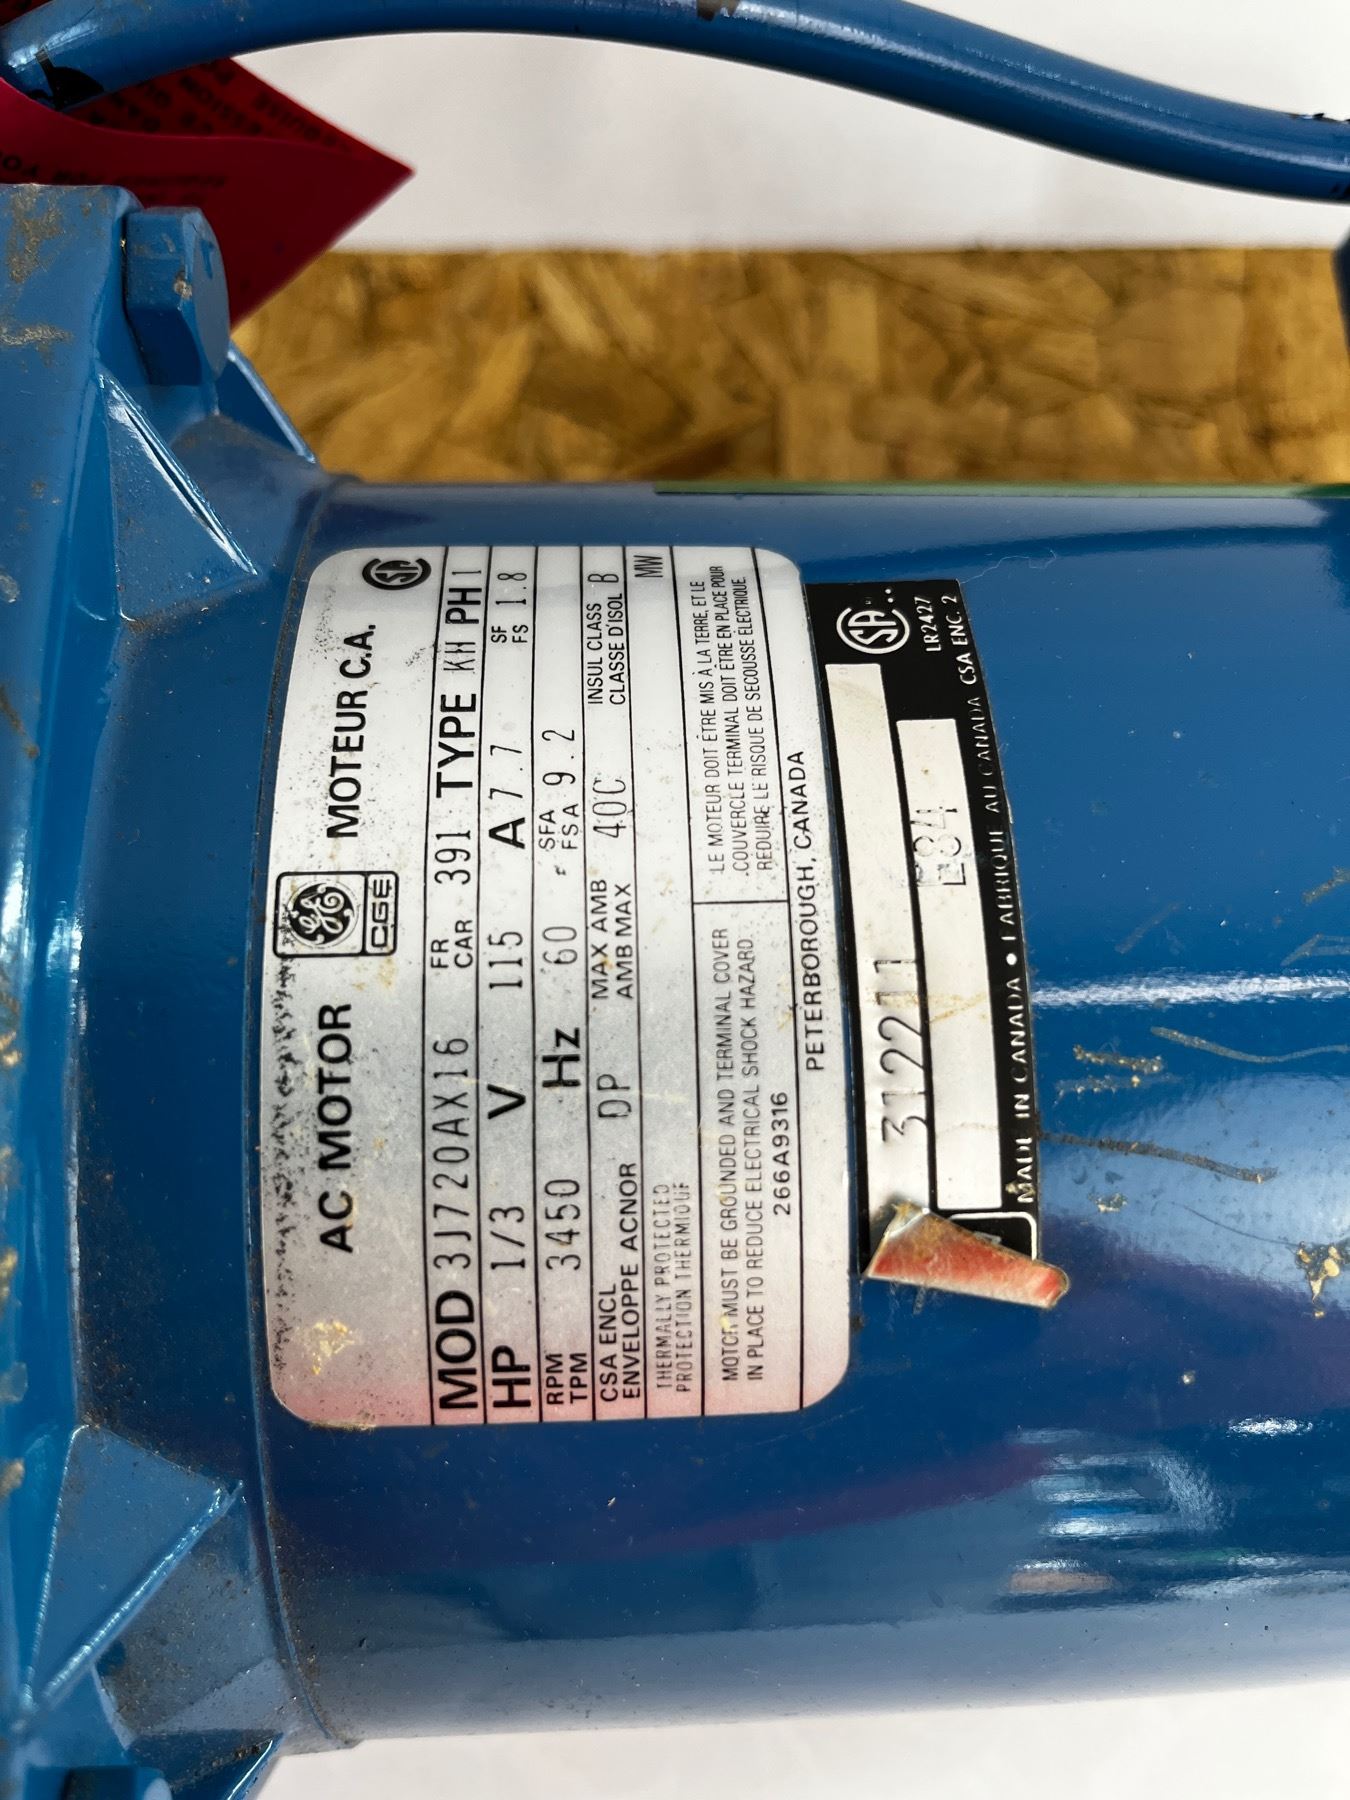 AC MOTOR
CGE
MOTEUR C.A.
MOD 3J720AX16 FR CAR 391 TYPE KH PH 1
HP 1/3 V 115 A 7.7 SF FS 1.8
RPM TPM 3450 Hz 60 SFA FSA 9.2
CSA ENCL ENVELOPPE ACNOR DP MAX AMB AMB MAX 40C INSUL CLASS CLASSE D'ISOL B
THERMALLY PROTECTED MW
PROTECTION THERMIQUE
MOTOR MUST BE GROUNDED AND TERMINAL COVER
IN PLACE TO REDUCE ELECTRICAL SHOCK HAZARD.
LE MOTEUR DOIT ÊTRE MIS À LA TERRE, ET LE
COUVERCLE TERMINAL DOIT ÊTRE EN PLACE POUR
REDUIRE LE RISQUE DE SECOUSSE ÉLECTRIQUE.
266A9316 PETERBOROUGH, CANADA
312211
E84
LR2427
CSA ENC. 2
MADE IN CANADA • FABRIQUE AU CANADA